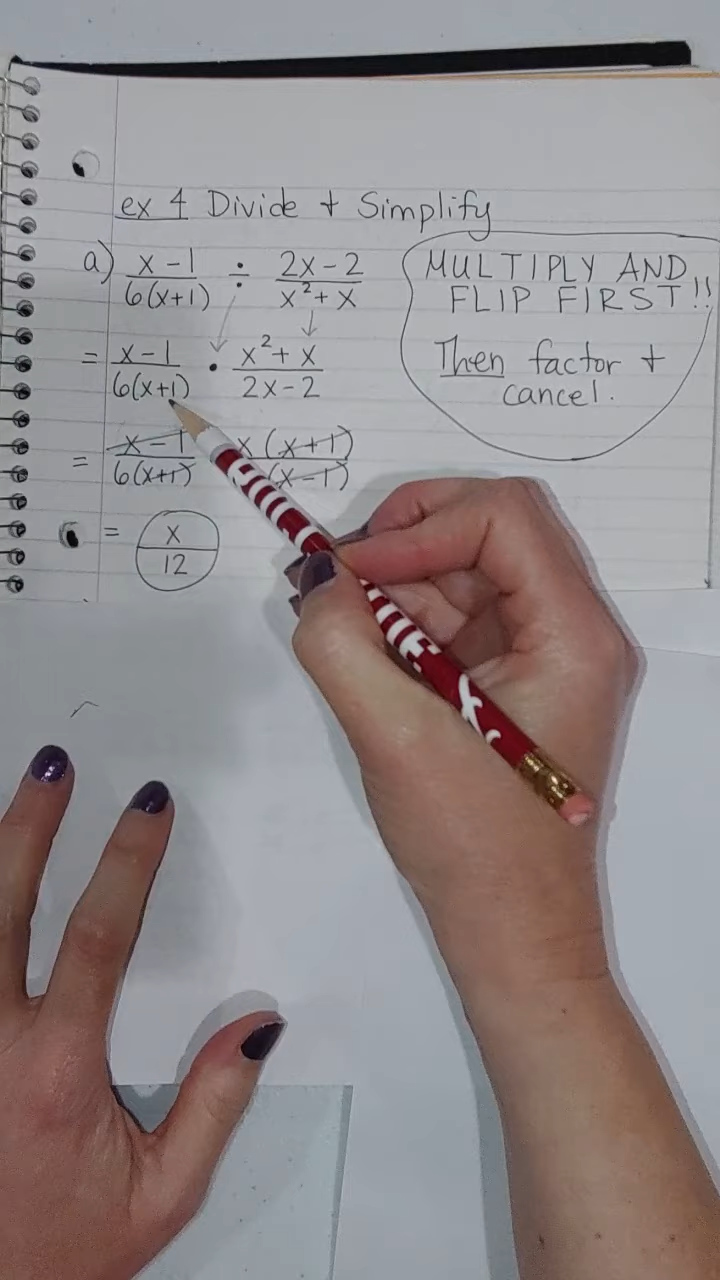 ex 4 Divide + Simplify
a) x - 1 / 6(x+1) ÷ 2x - 2 / x² + x
= x - 1 / 6(x+1) • x² + x / 2x - 2
= x - 1 / 6(x+1) x (x+1) / (x-1)
= x / 12
MULTIPLY AND
FLIP FIRST!!
Then factor +
cancel.